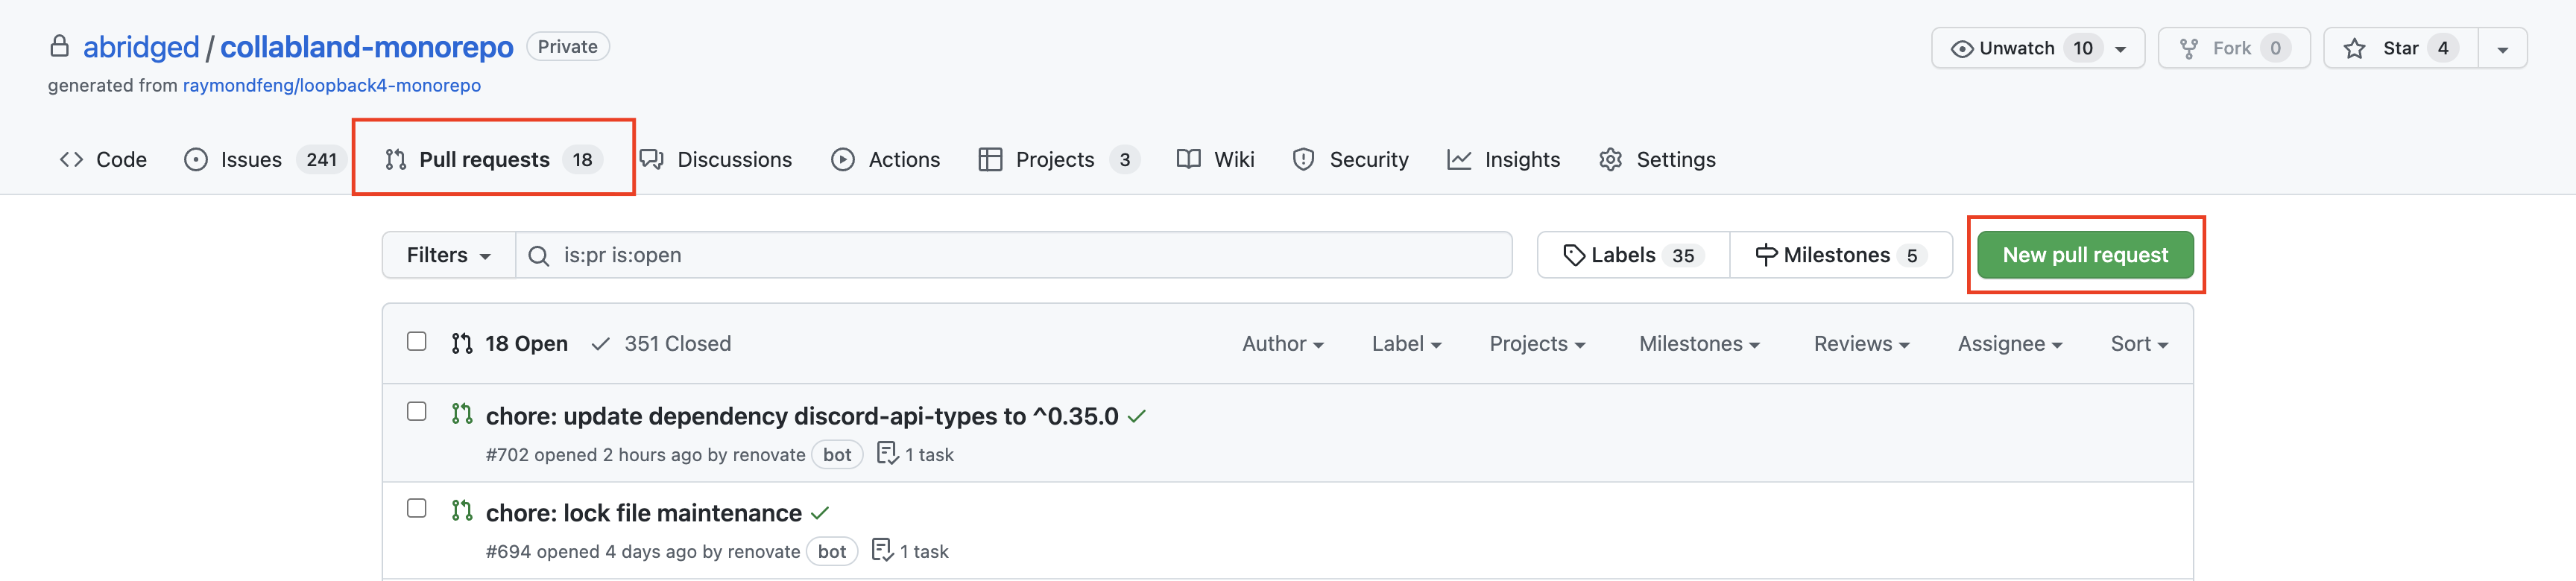 abridged / collabland-monorepo Private
Unwatch 10
Fork 0
Star 4
generated from raymondfeng/loopback4-monorepo
Code Issues 241 Pull requests 18 Discussions Actions Projects 3 Wiki Security Insights Settings
Filters is:pr is:open Labels 35 Milestones 5 New pull request
18 Open 351 Closed Author Label Projects Milestones Reviews Assignee Sort
chore: update dependency discord-api-types to ^0.35.0
#702 opened 2 hours ago by renovate bot 1 task
chore: lock file maintenance
#694 opened 4 days ago by renovate bot 1 task